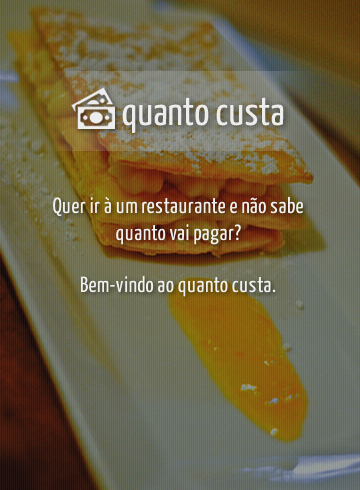 quanto custa
Quer ir à um restaurante e não sabe
quanto vai pagar?
Bem-vindo ao quanto custa.